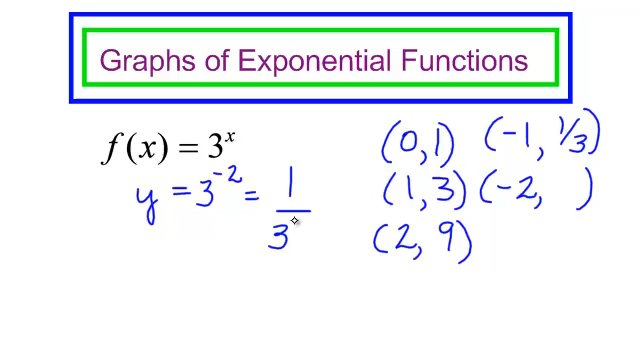 Graphs of Exponential Functions
f(x) = 3^x
y = 3^-2 = 1/3
(0, 1) (-1, 1/3)
(1, 3) (-2, )
(2, 9)